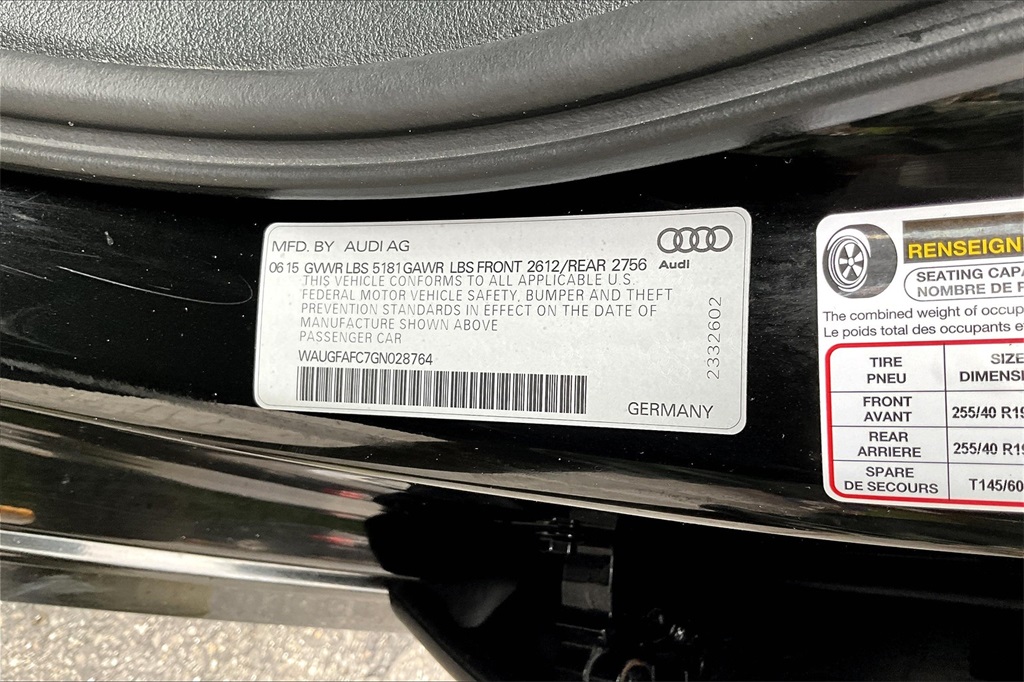 MFD. BY AUDI AG
0615 GVWR LBS 5181 GAWR LBS FRONT 2612/REAR 2756
Audi
THIS VEHICLE CONFORMS TO ALL APPLICABLE U.S.
FEDERAL MOTOR VEHICLE SAFETY, BUMPER AND THEFT
PREVENTION STANDARDS IN EFFECT ON THE DATE OF
MANUFACTURE SHOWN ABOVE
PASSENGER CAR
WAUGFAFC7GN028764
GERMANY
2332602
RENSEIGN
SEATING CAPA
NOMBRE DE P
The combined weight of occup
Le poids total des occupants e
TIRE SIZE
PNEU DIMENSI
FRONT
AVANT 255/40 R19
REAR
ARRIERE 255/40 R19
SPARE
DE SECOURS T145/60